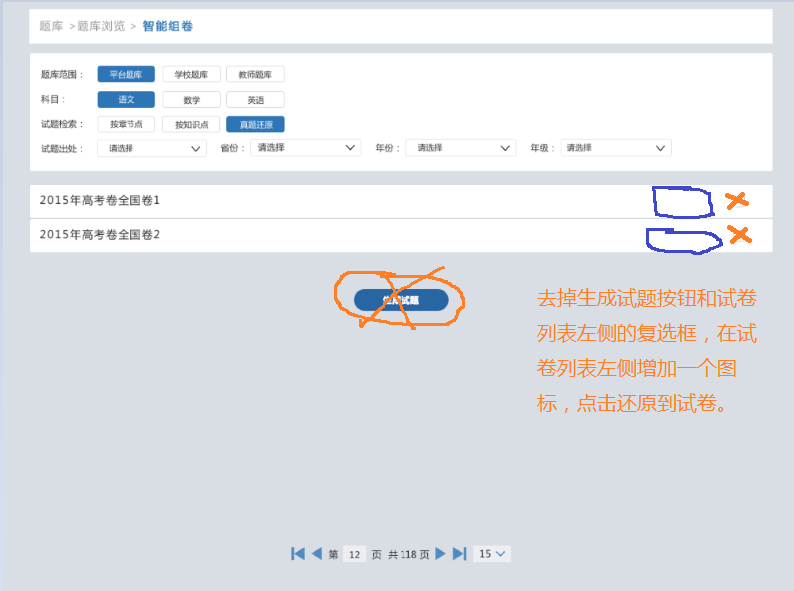 题库 >题库浏览 > 智能组卷
题库范围： 平台题库 学校题库 教师题库
科目： 语文 数学 英语
试题检索： 按章节点 按知识点 真题还原
试题出处： 请选择 省份： 请选择 年份： 请选择 年级： 请选择
2015年高考卷全国卷1
2015年高考卷全国卷2
生成试题
去掉生成试题按钮和试卷
列表左侧的复选框，在试
卷列表左侧增加一个图
标，点击还原到试卷。
第 12 页 共118 页 15